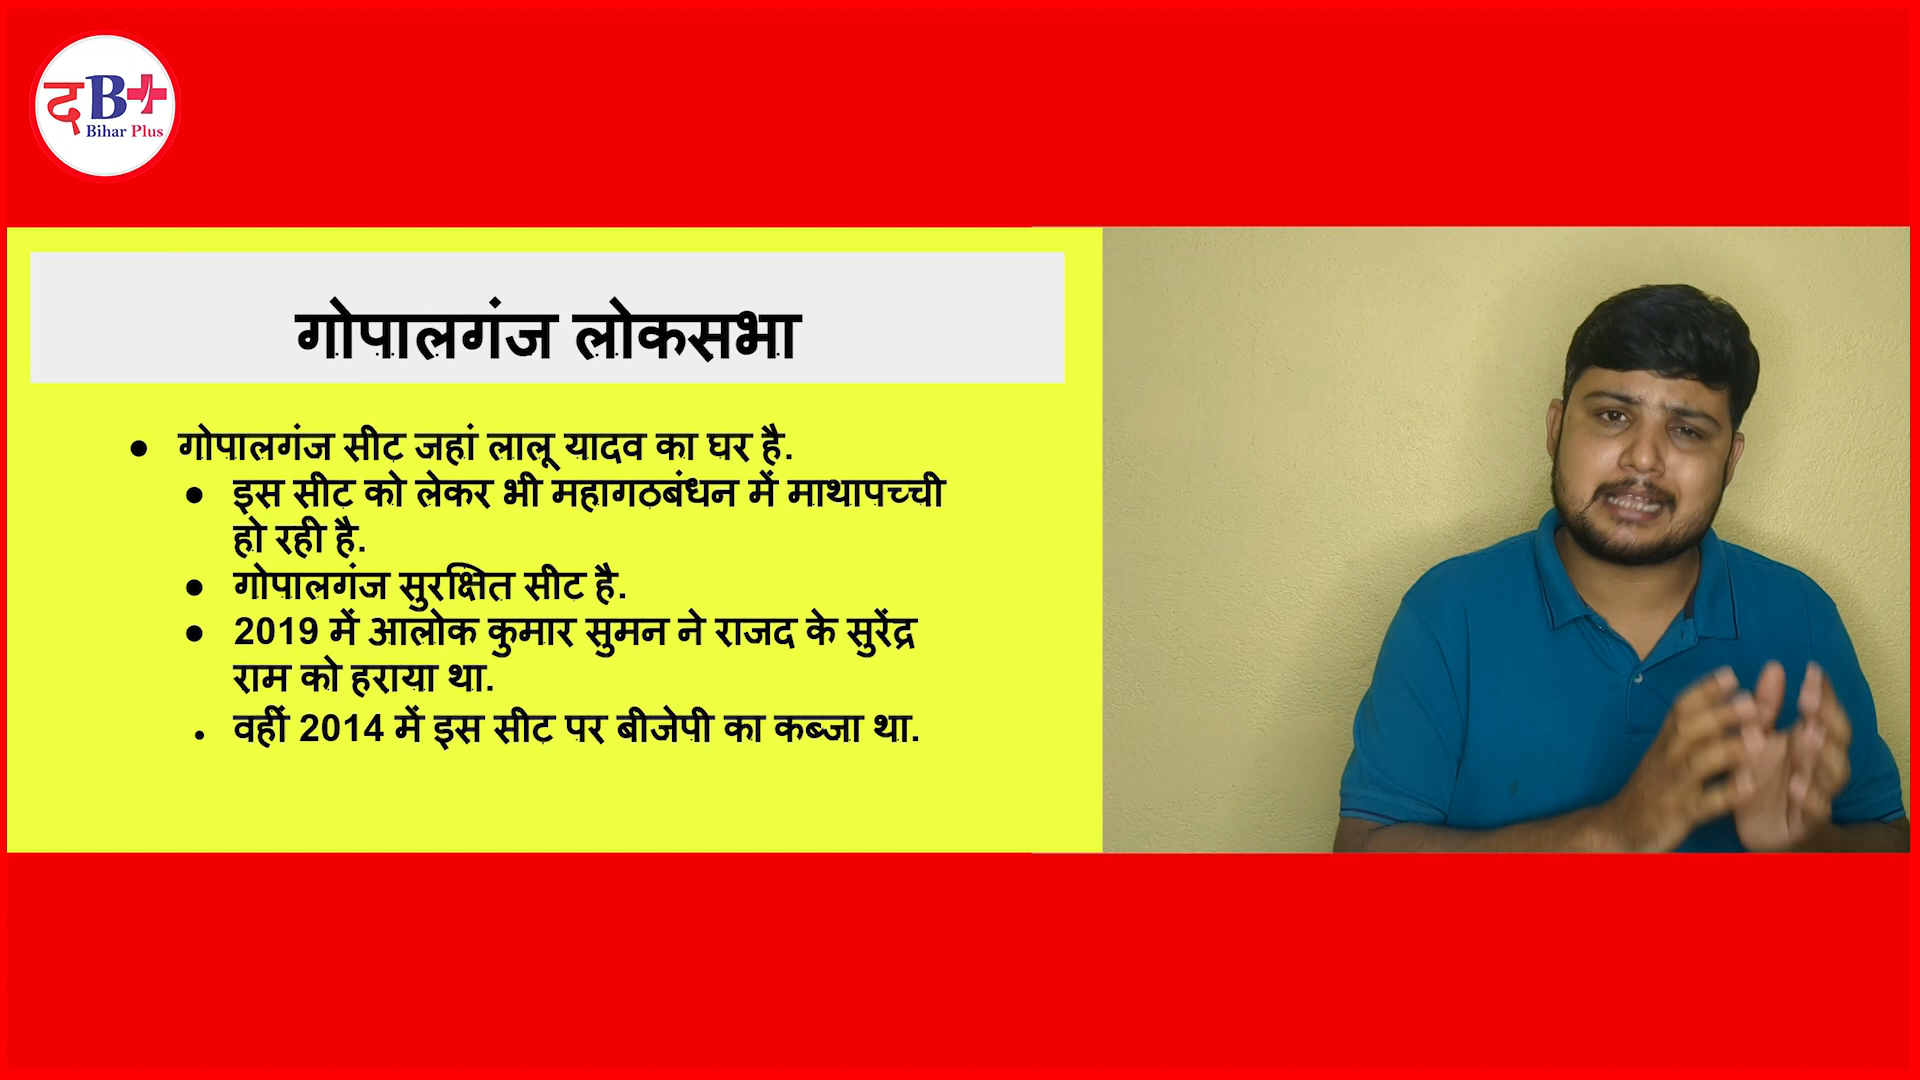 द B+
Bihar Plus
गोपालगंज लोकसभा
● गोपालगंज सीट जहां लालू यादव का घर है.
● इस सीट को लेकर भी महागठबंधन में माथापच्ची
हो रही है.
● गोपालगंज सुरक्षित सीट है.
● 2019 में आलोक कुमार सुमन ने राजद के सुरेंद्र
राम को हराया था.
● वहीं 2014 में इस सीट पर बीजेपी का कब्जा था.